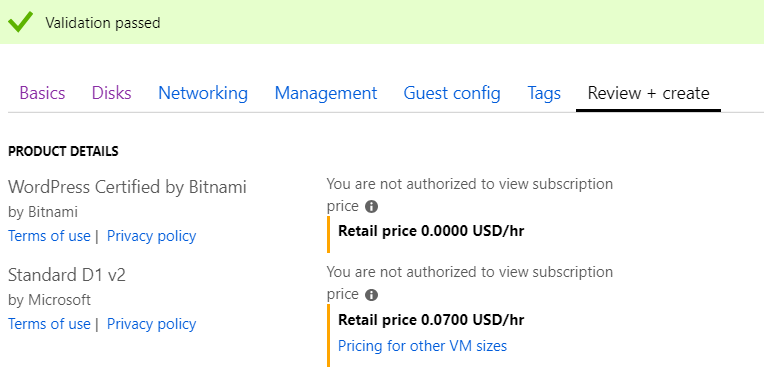 Validation passed
Basics Disks Networking Management Guest config Tags Review + create
PRODUCT DETAILS
WordPress Certified by Bitnami
by Bitnami
Terms of use | Privacy policy
You are not authorized to view subscription
price
Retail price 0.0000 USD/hr
Standard D1 v2
by Microsoft
Terms of use | Privacy policy
You are not authorized to view subscription
price
Retail price 0.0700 USD/hr
Pricing for other VM sizes